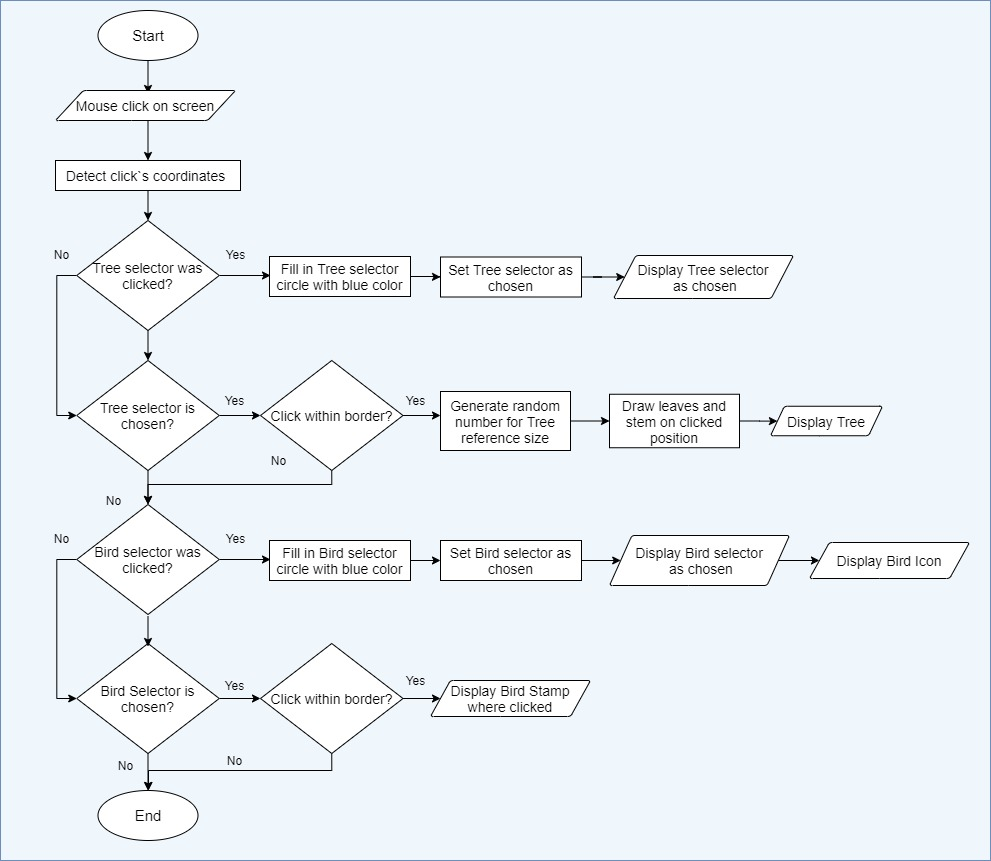 Start
Mouse click on screen
Detect click`s coordinates
No
Yes
Tree selector was
clicked?
Fill in Tree selector
circle with blue color
Set Tree selector as
chosen
Display Tree selector
as chosen
Tree selector is
chosen?
Yes
Click within border?
Yes
Generate random
number for Tree
reference size
Draw leaves and
stem on clicked
position
Display Tree
No
No
No
Yes
Bird selector was
clicked?
Fill in Bird selector
circle with blue color
Set Bird selector as
chosen
Display Bird selector
as chosen
Display Bird Icon
Bird Selector is
chosen?
Yes
Click within border?
Yes
Display Bird Stamp
where clicked
No
No
End